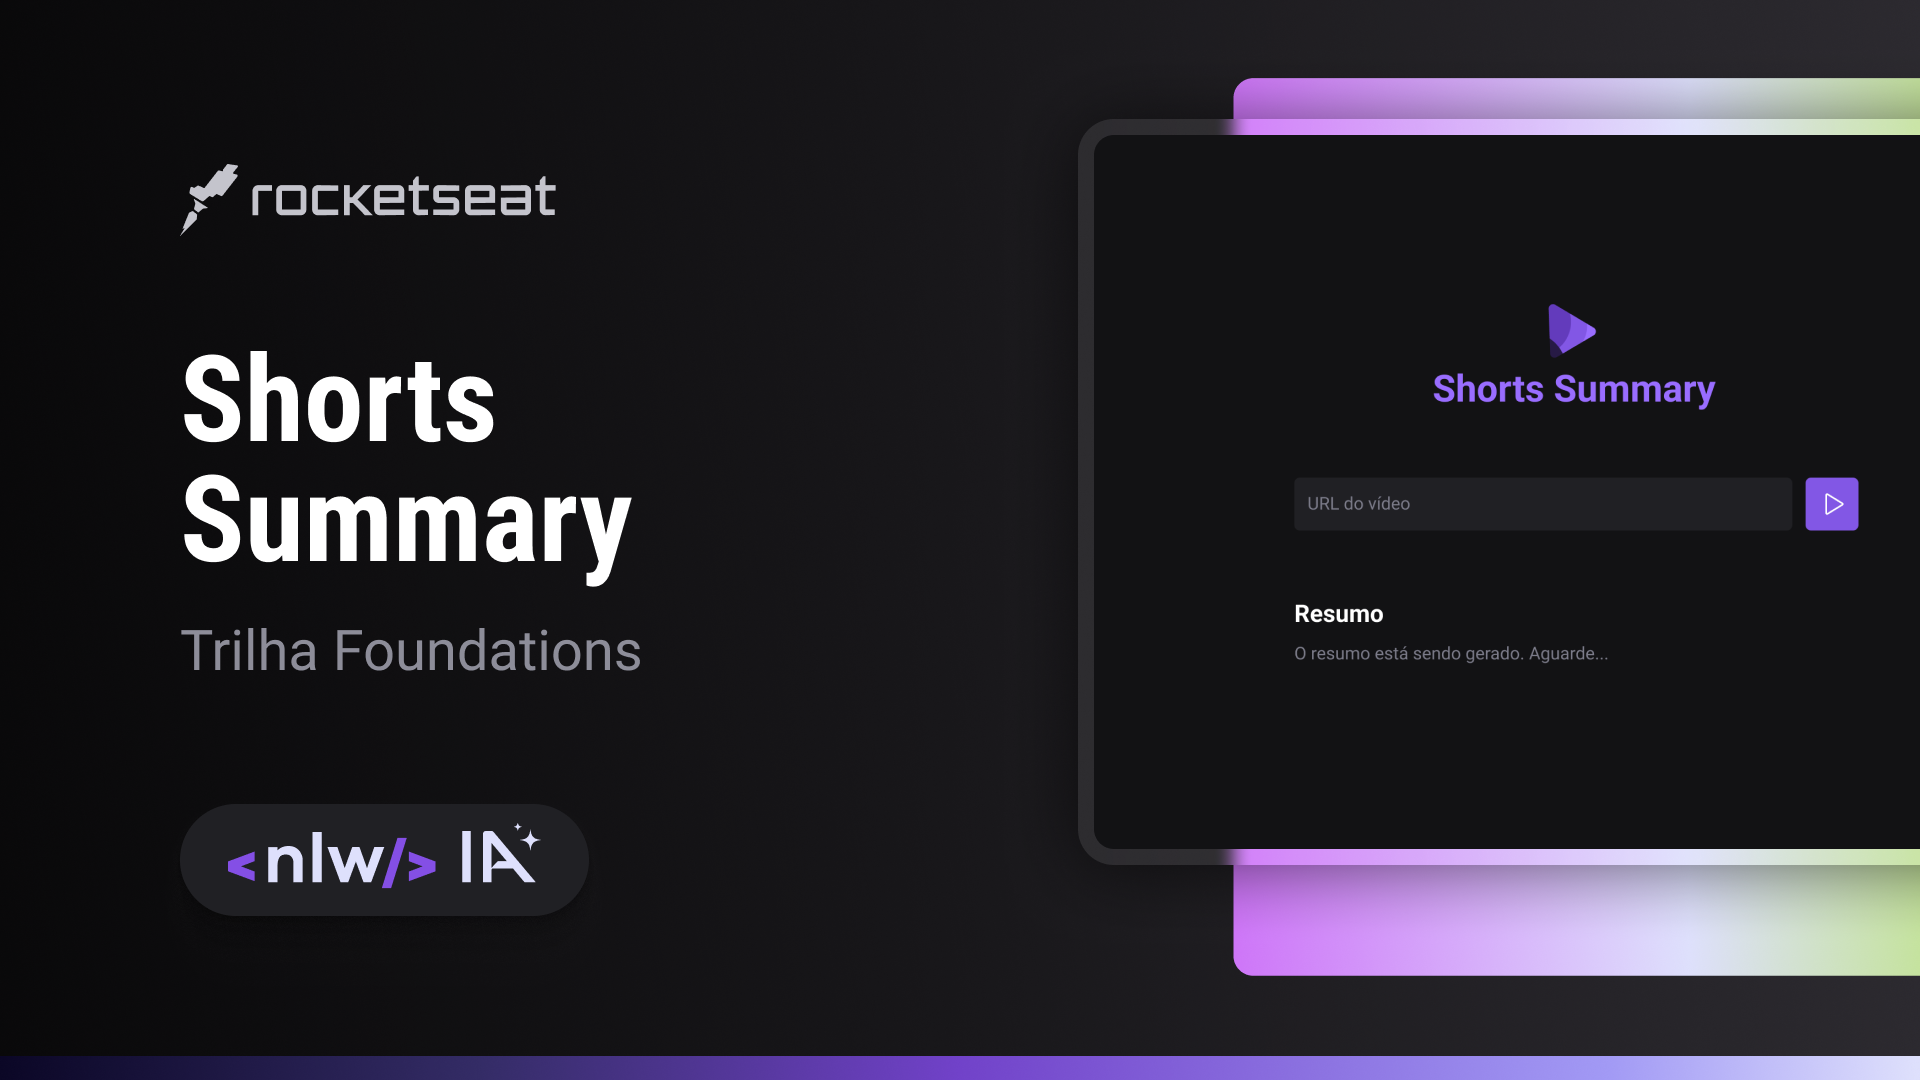 rocketseat
Shorts
Summary
Trilha Foundations
<nlw/> IA
Shorts Summary
URL do vídeo
Resumo
O resumo está sendo gerado. Aguarde...